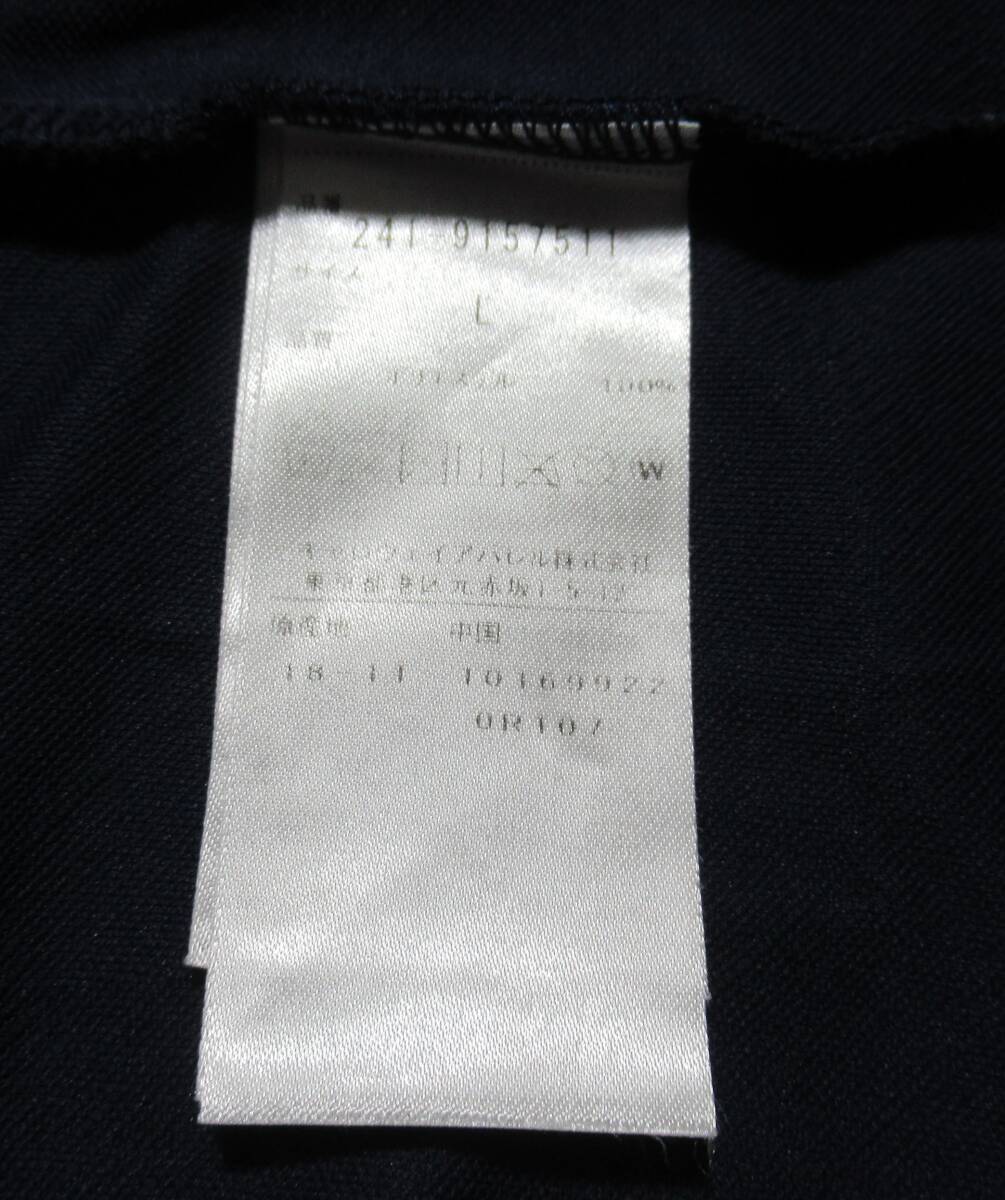 品番
241-9157511
サイズ
L
品質
ポリエステル 100%
W
キャロウェイアパレル株式会社
東京都港区元赤坂1-5-12
原産地 中国
18-11 10169922
0R107